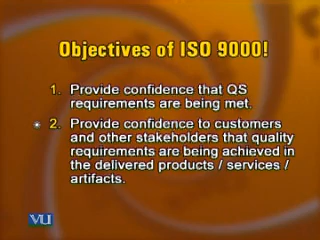 Objectives of ISO 9000!
1. Provide confidence that QS
requirements are being met.
2. Provide confidence to customers
and other stakeholders that quality
requirements are being achieved in
the delivered products / services /
artifacts.
VU